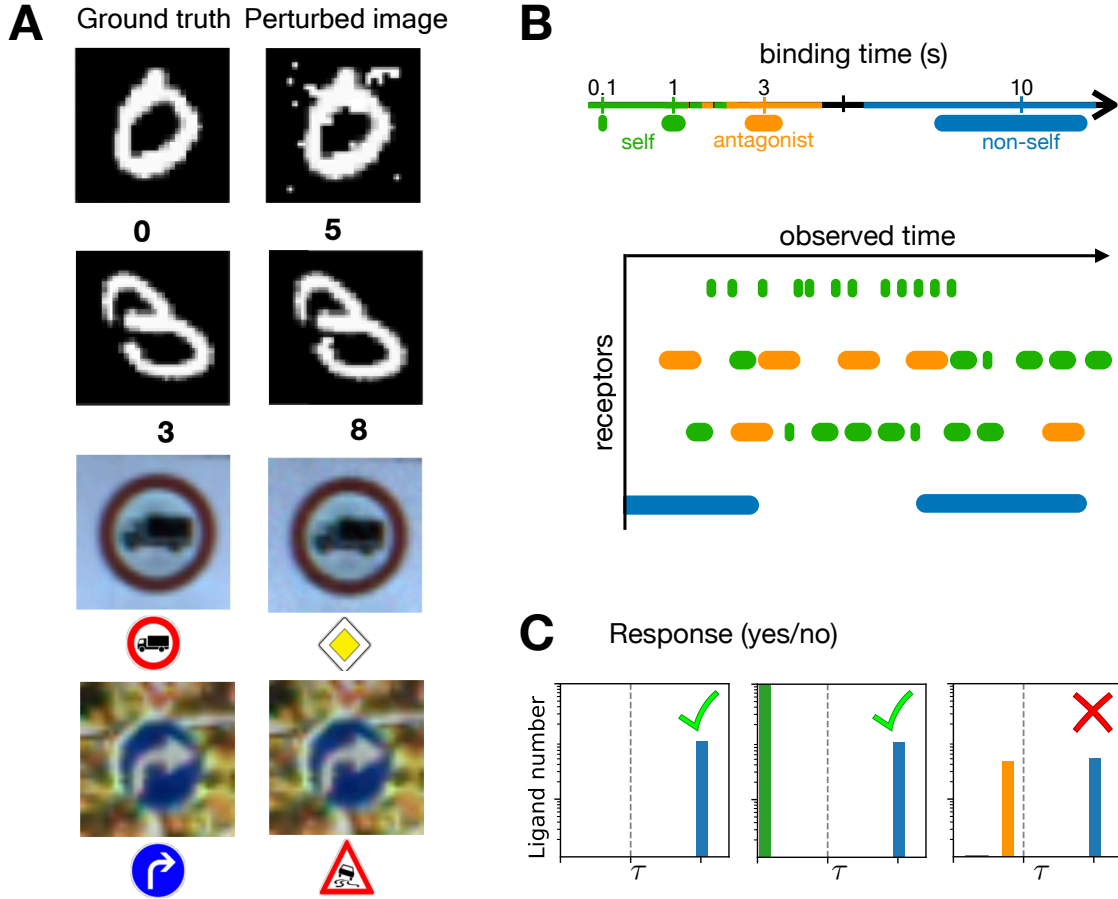 A
Ground truth
Perturbed image
0
5
3
8
B
binding time (s)
0.1
1
3
10
self
antagonist
non-self
observed time
receptors
C
Response (yes/no)
Ligand number
τ
τ
τ